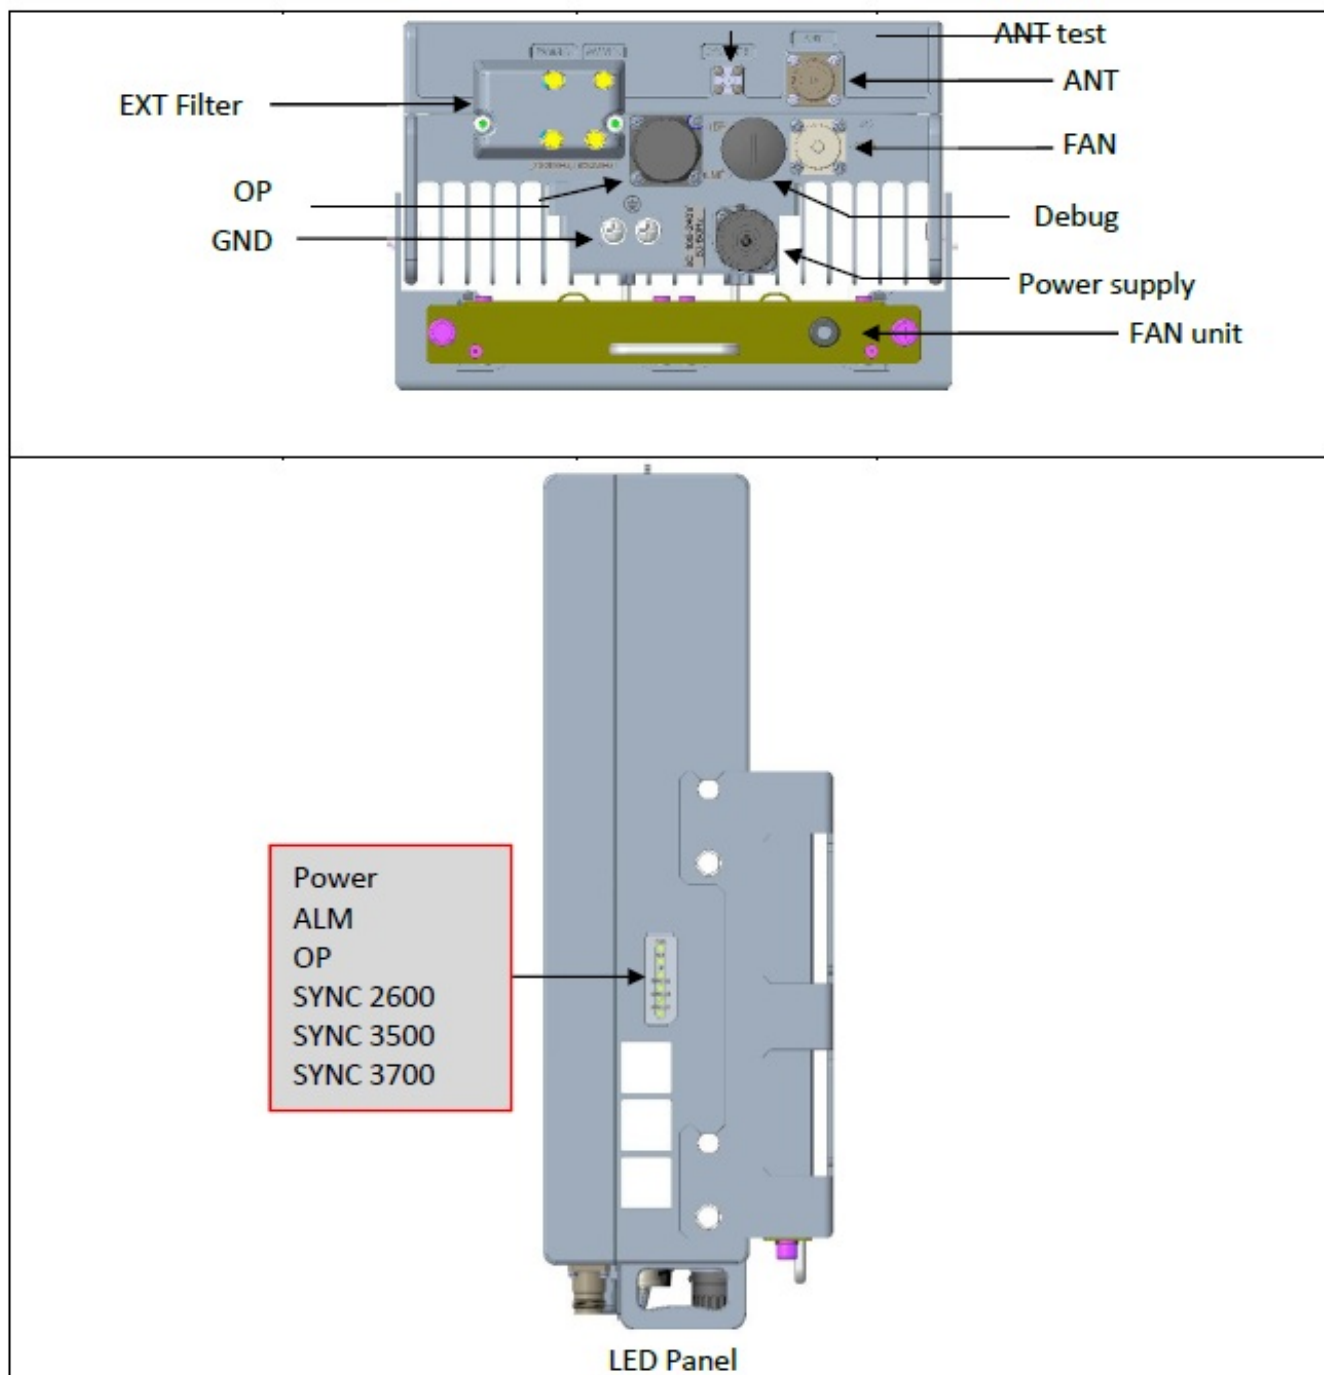 ANT test
ANT
EXT Filter
FAN
OP
Debug
GND
Power supply
FAN unit
Power
ALM
OP
SYNC 2600
SYNC 3500
SYNC 3700
LED Panel